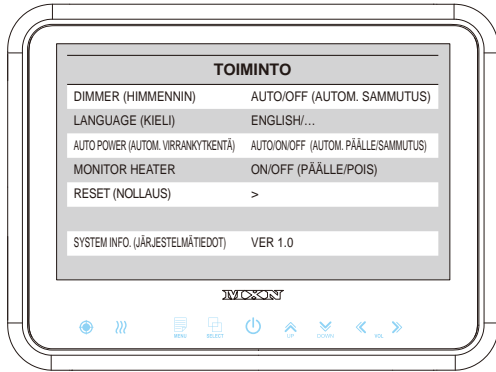 TOIMINTO
DIMMER (HIMMENNIN) AUTO/OFF (AUTOM. SAMMUTUS)
LANGUAGE (KIELI) ENGLISH/...
AUTO POWER (AUTOM. VIRRANKYTKENTÄ) AUTO/ON/OFF (AUTOM. PÄÄLLE/SAMMUTUS)
MONITOR HEATER ON/OFF (PÄÄLLE/POIS)
RESET (NOLLAUS) >
SYSTEM INFO. (JÄRJESTELMÄTIEDOT) VER 1.0
MXN
MENU SELECT UP DOWN VOL